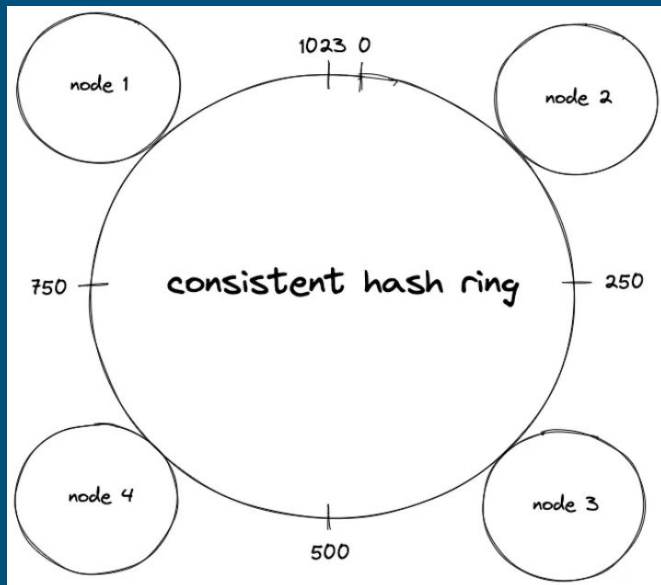 1023 0
node 1
node 2
750
consistent hash ring
250
node 4
node 3
500